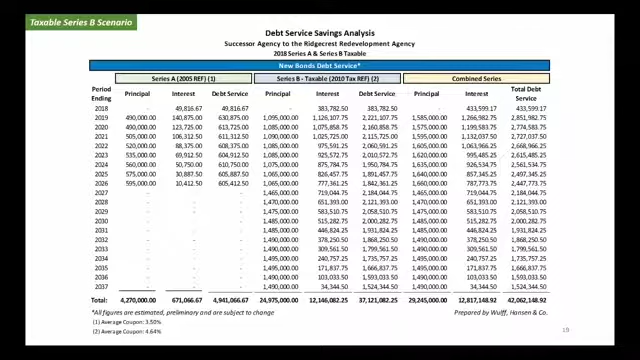 Taxable Series B Scenario
Debt Service Savings Analysis
Successor Agency to the Ridgecrest Redevelopment Agency
2018 Series A & Series B Taxable
New Bonds Debt Service*
Series A (2005 REF) (1) Series B - Taxable (2010 Tax REF) (2) Combined Series
Period Ending Principal Interest Debt Service Principal Interest Debt Service Principal Interest Total Debt Service
2018 - 49,816.67 49,816.67 - 383,782.50 383,782.50 - 433,599.17 433,599.17
2019 490,000.00 140,875.00 630,875.00 1,095,000.00 1,126,107.75 2,221,107.75 1,585,000.00 1,266,982.75 2,851,982.75
2020 490,000.00 123,725.00 613,725.00 1,085,000.00 1,075,858.75 2,160,858.75 1,575,000.00 1,199,583.75 2,774,583.75
2021 505,000.00 106,312.50 611,312.50 1,090,000.00 1,025,725.00 2,115,725.00 1,595,000.00 1,132,037.50 2,727,037.50
2022 520,000.00 88,375.00 608,375.00 1,085,000.00 975,591.25 2,060,591.25 1,605,000.00 1,063,966.25 2,668,966.25
2023 535,000.00 69,912.50 604,912.50 1,085,000.00 925,572.50 2,010,572.50 1,620,000.00 995,485.00 2,615,485.00
2024 560,000.00 50,750.00 610,750.00 1,075,000.00 875,784.75 1,950,784.75 1,635,000.00 926,534.75 2,561,534.75
2025 575,000.00 30,887.50 605,887.50 1,065,000.00 826,457.75 1,891,457.75 1,640,000.00 857,345.25 2,497,345.25
2026 595,000.00 10,412.50 605,412.50 1,065,000.00 777,361.25 1,842,361.25 1,660,000.00 787,773.75 2,447,773.75
2027 - - - 1,465,000.00 719,044.75 2,184,044.75 1,465,000.00 719,044.75 2,184,044.75
2028 - - - 1,470,000.00 651,393.00 2,121,393.00 1,470,000.00 651,393.00 2,121,393.00
2029 - - - 1,475,000.00 583,510.75 2,058,510.75 1,475,000.00 583,510.75 2,058,510.75
2030 - - - 1,485,000.00 515,282.75 2,000,282.75 1,485,000.00 515,282.75 2,000,282.75
2031 - - - 1,485,000.00 446,824.25 1,931,824.25 1,485,000.00 446,824.25 1,931,824.25
2032 - - - 1,490,000.00 378,250.50 1,868,250.50 1,490,000.00 378,250.50 1,868,250.50
2033 - - - 1,490,000.00 309,561.50 1,799,561.50 1,490,000.00 309,561.50 1,799,561.50
2034 - - - 1,495,000.00 240,757.25 1,735,757.25 1,495,000.00 240,757.25 1,735,757.25
2035 - - - 1,495,000.00 171,837.75 1,666,837.75 1,495,000.00 171,837.75 1,666,837.75
2036 - - - 1,490,000.00 103,033.50 1,593,033.50 1,490,000.00 103,033.50 1,593,033.50
2037 - - - 1,490,000.00 34,344.50 1,524,344.50 1,490,000.00 34,344.50 1,524,344.50
Total: 4,270,000.00 671,066.67 4,941,066.67 24,975,000.00 12,146,082.25 37,121,082.25 29,245,000.00 12,817,148.92 42,062,148.92
*All figures are estimated, preliminary and are subject to change Prepared by Wulff, Hansen & Co.
(1) Average Coupon: 3.50%
(2) Average Coupon: 4.64%
19